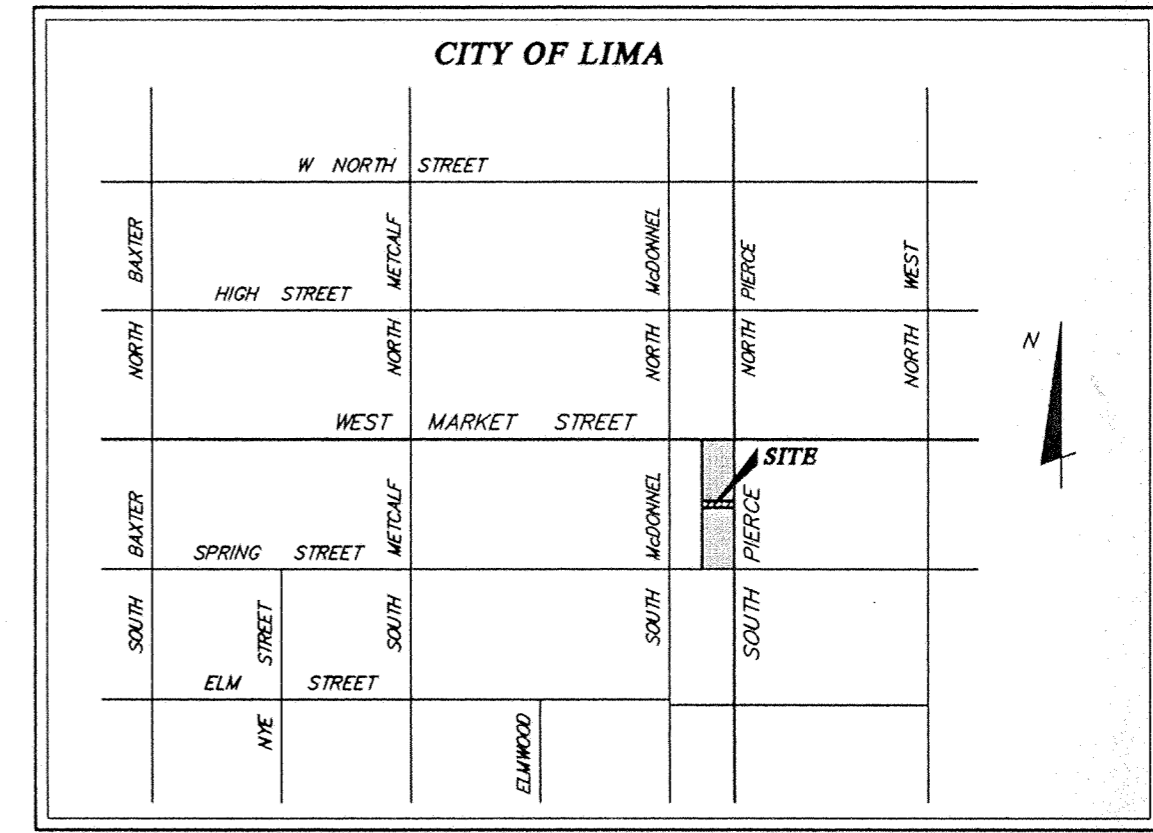 CITY OF LIMA
W NORTH STREET
NORTH BAXTER
NORTH METCALF
NORTH McDONNEL
NORTH PIERCE
NORTH WEST
HIGH STREET
N
WEST MARKET STREET
SITE
SOUTH BAXTER
SOUTH METCALF
SOUTH McDONNEL
SOUTH PIERCE
SPRING STREET
NYE STREET
ELM STREET
ELMWOOD